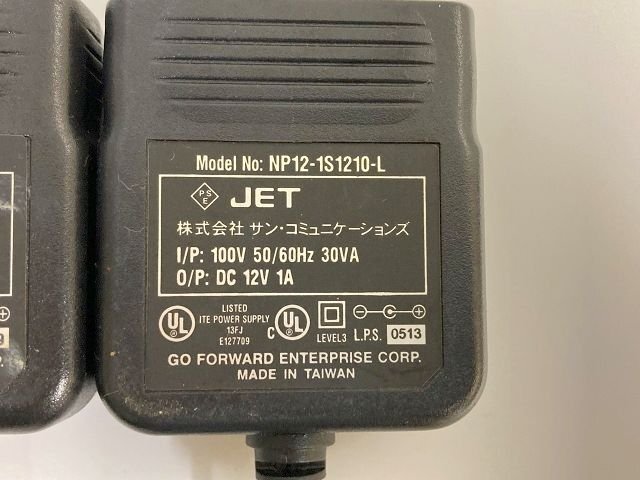 Model No: NP12-1S1210-L
PSE JET
株式会社 サン・コミュニケーションズ
I/P: 100V 50/60Hz 30VA
O/P: DC 12V 1A
UL LISTED
ITE POWER SUPPLY
13FJ
E127709
C UL
LEVEL3
L.P.S. 0513
GO FORWARD ENTERPRISE CORP.
MADE IN TAIWAN